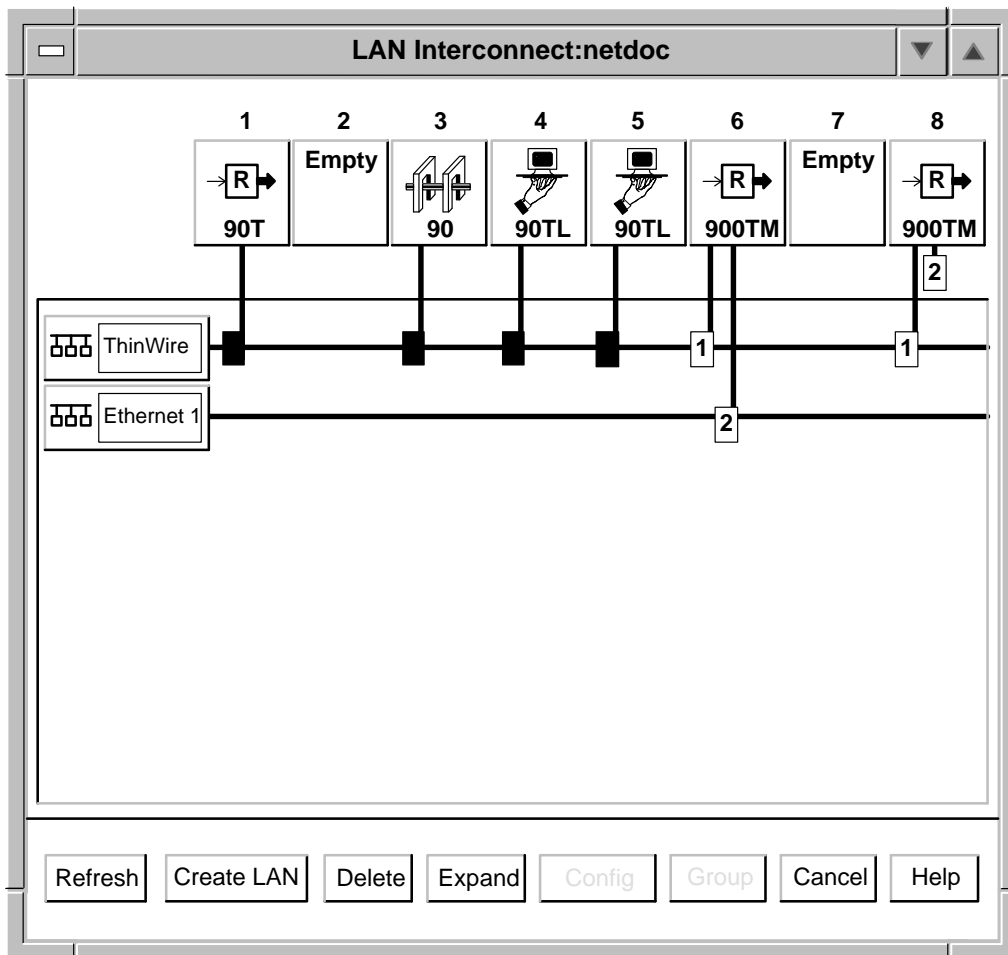 LAN Interconnect:netdoc
1 2 3 4 5 6 7 8
R Empty R Empty R
90T 90 90TL 90TL 900TM 900TM
2
ThinWire 1 1
Ethernet 1 2
Refresh Create LAN Delete Expand Config Group Cancel Help